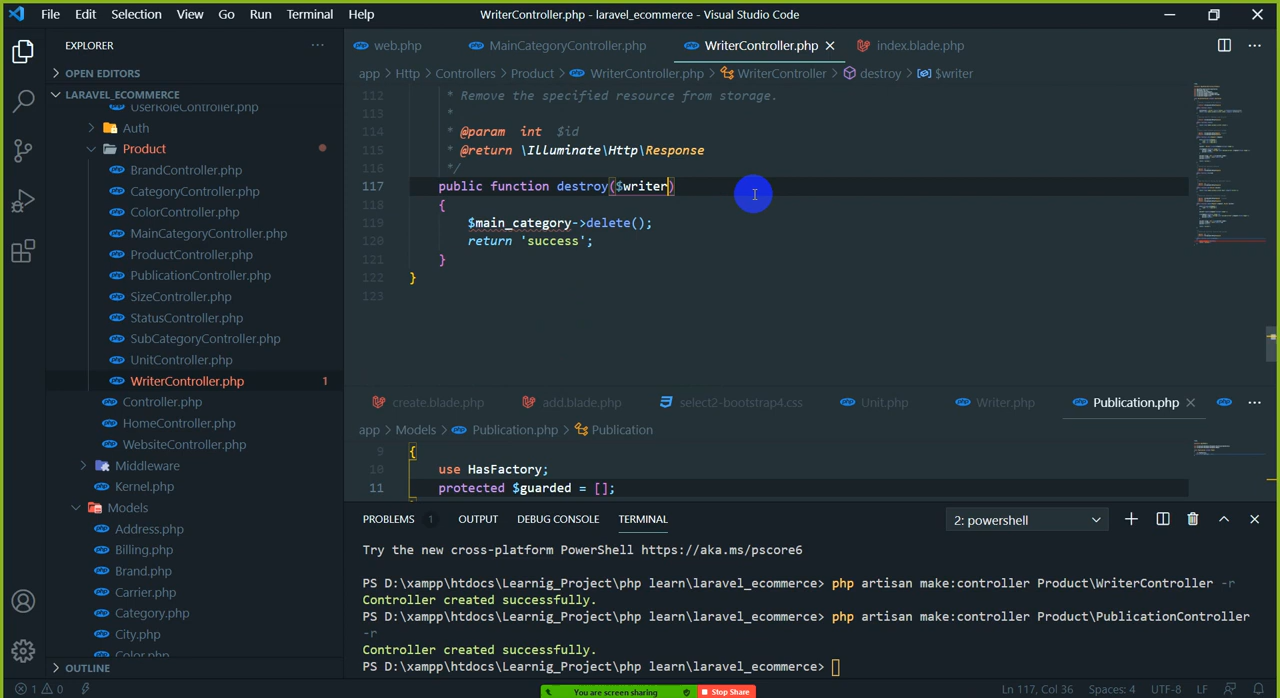 File Edit Selection View Go Run Terminal Help
WriterController.php - laravel_ecommerce - Visual Studio Code
EXPLORER
OPEN EDITORS
LARAVEL_ECOMMERCE
UserRoleController.php
Auth
Product
BrandController.php
CategoryController.php
ColorController.php
MainCategoryController.php
ProductController.php
PublicationController.php
SizeController.php
StatusController.php
SubCategoryController.php
UnitController.php
WriterController.php 1
Controller.php
HomeController.php
WebsiteController.php
Middleware
Kernel.php
Models
Address.php
Billing.php
Brand.php
Carrier.php
Category.php
City.php
Color.php
OUTLINE
web.php MainCategoryController.php WriterController.php index.blade.php
app > Http > Controllers > Product > WriterController.php > WriterController > destroy > $writer
112 * Remove the specified resource from storage.
113 *
114 * @param int $id
115 * @return \Illuminate\Http\Response
116 */
117 public function destroy($writer)
118 {
119 $main_category->delete();
120 return 'success';
121 }
122 }
123
create.blade.php add.blade.php select2-bootstrap4.css Unit.php Writer.php Publication.php
app > Models > Publication.php > Publication
9 {
10 use HasFactory;
11 protected $guarded = [];
PROBLEMS 1 OUTPUT DEBUG CONSOLE TERMINAL 2: powershell
Try the new cross-platform PowerShell https://aka.ms/pscore6
PS D:\xampp\htdocs\Learnig_Project\php learn\laravel_ecommerce> php artisan make:controller Product\WriterController -r
Controller created successfully.
PS D:\xampp\htdocs\Learnig_Project\php learn\laravel_ecommerce> php artisan make:controller Product\PublicationController
-r
Controller created successfully.
PS D:\xampp\htdocs\Learnig_Project\php learn\laravel_ecommerce>
1 0
You are screen sharing Stop Share
Ln 117, Col 36 Spaces: 4 UTF-8 LF PHP